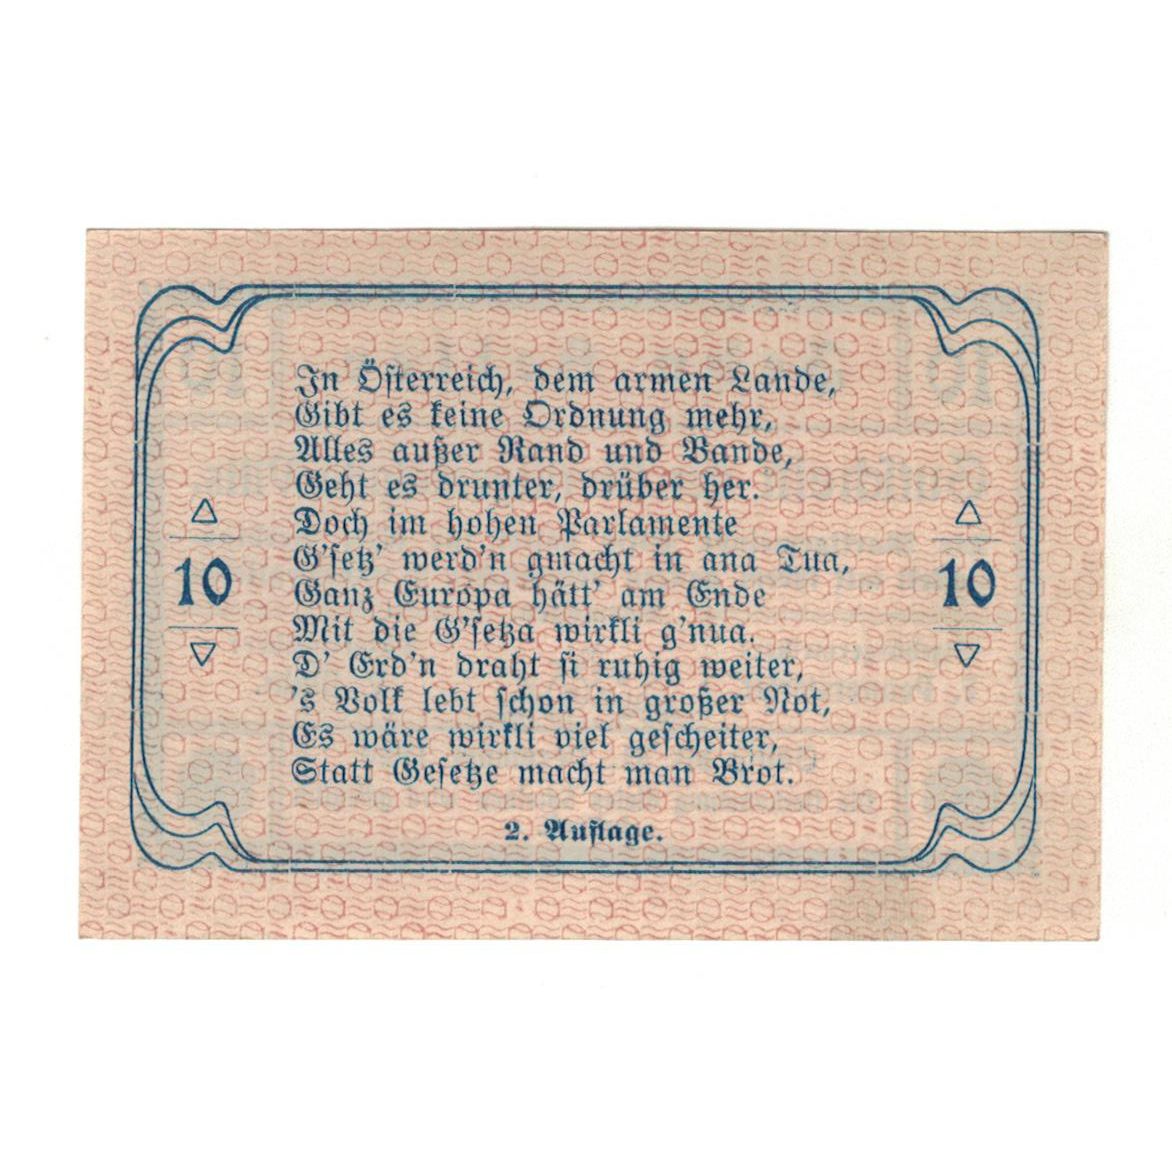 In Österreich, dem armen Lande,
Gibt es keine Ordnung mehr,
Alles außer Rand und Bande,
Geht es drunter, drüber her.
Doch im hohen Parlamente
G'setz' werd'n gmacht in ana Tua,
Ganz Europa hätt' am Ende
Mit die G'setza wirkli g'nua.
D' Erd'n draht si ruhig weiter,
's Volk lebt schon in großer Not,
Es wäre wirkli viel gescheiter,
Statt Gesetze macht man Brot.
10
10
2. Auflage.